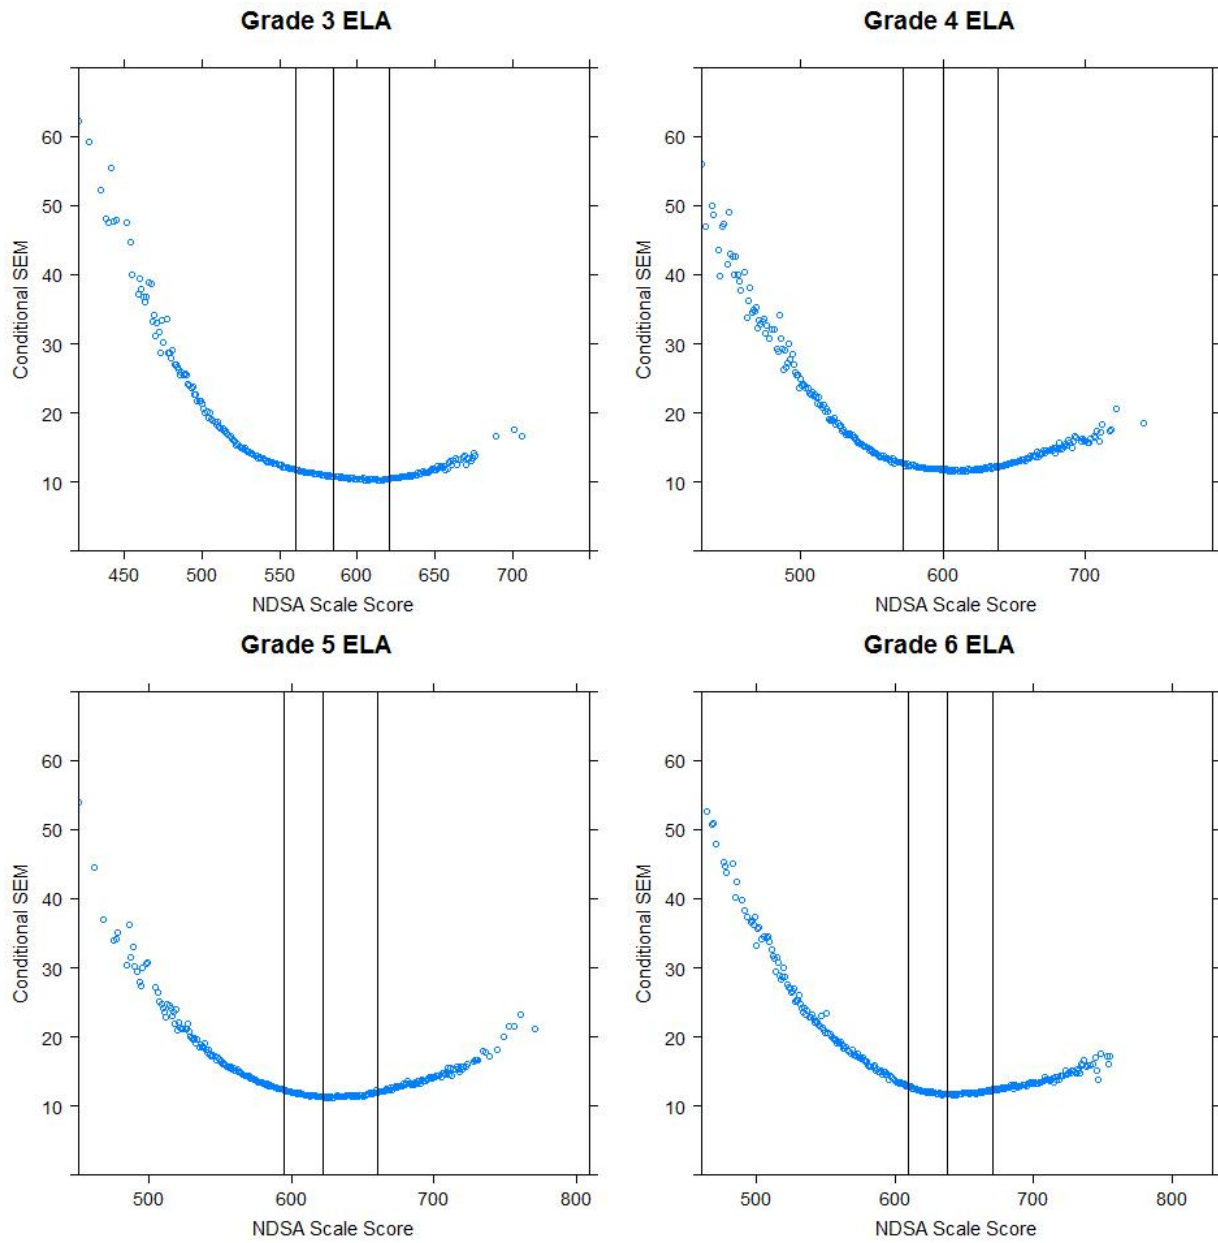 Grade 3 ELA
60
50
40
30
20
10
Conditional SEM
450 500 550 600 650 700
NDSA Scale Score
Grade 4 ELA
60
50
40
30
20
10
Conditional SEM
500 600 700
NDSA Scale Score
Grade 5 ELA
60
50
40
30
20
10
Conditional SEM
500 600 700 800
NDSA Scale Score
Grade 6 ELA
60
50
40
30
20
10
Conditional SEM
500 600 700 800
NDSA Scale Score